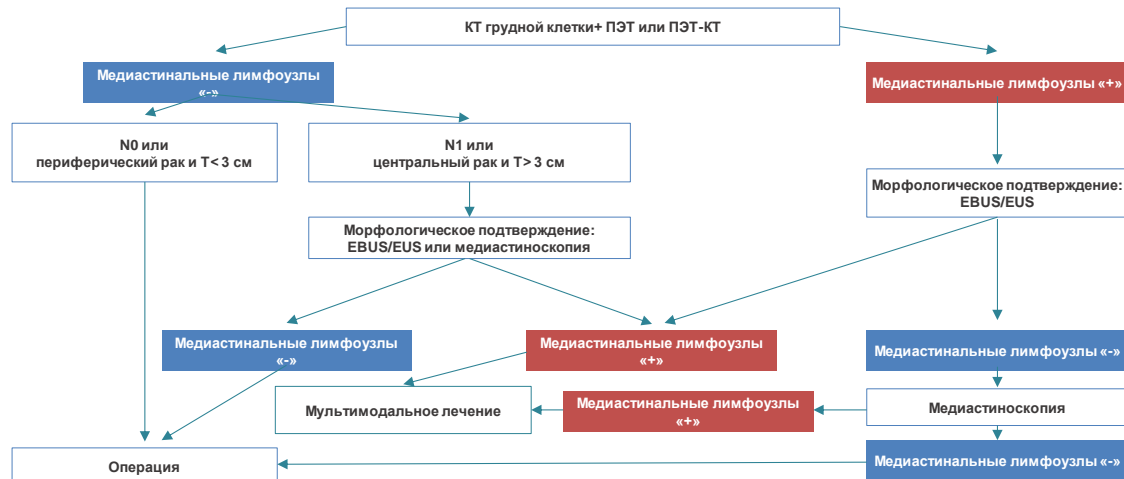 КТ грудной клетки+ ПЭТ или ПЭТ-КТ
Медиастинальные лимфоузлы
«-»
Медиастинальные лимфоузлы «+»
N0 или
периферический рак и T< 3 см
N1 или
центральный рак и T> 3 см
Морфологическое подтверждение:
EBUS/EUS
Морфологическое подтверждение:
EBUS/EUS или медиастиноскопия
Медиастинальные лимфоузлы
«-»
Медиастинальные лимфоузлы
«+»
Медиастинальные лимфоузлы «-»
Мультимодальное лечение
Медиастинальные лимфоузлы
«+»
Медиастиноскопия
Операция
Медиастинальные лимфоузлы «-»